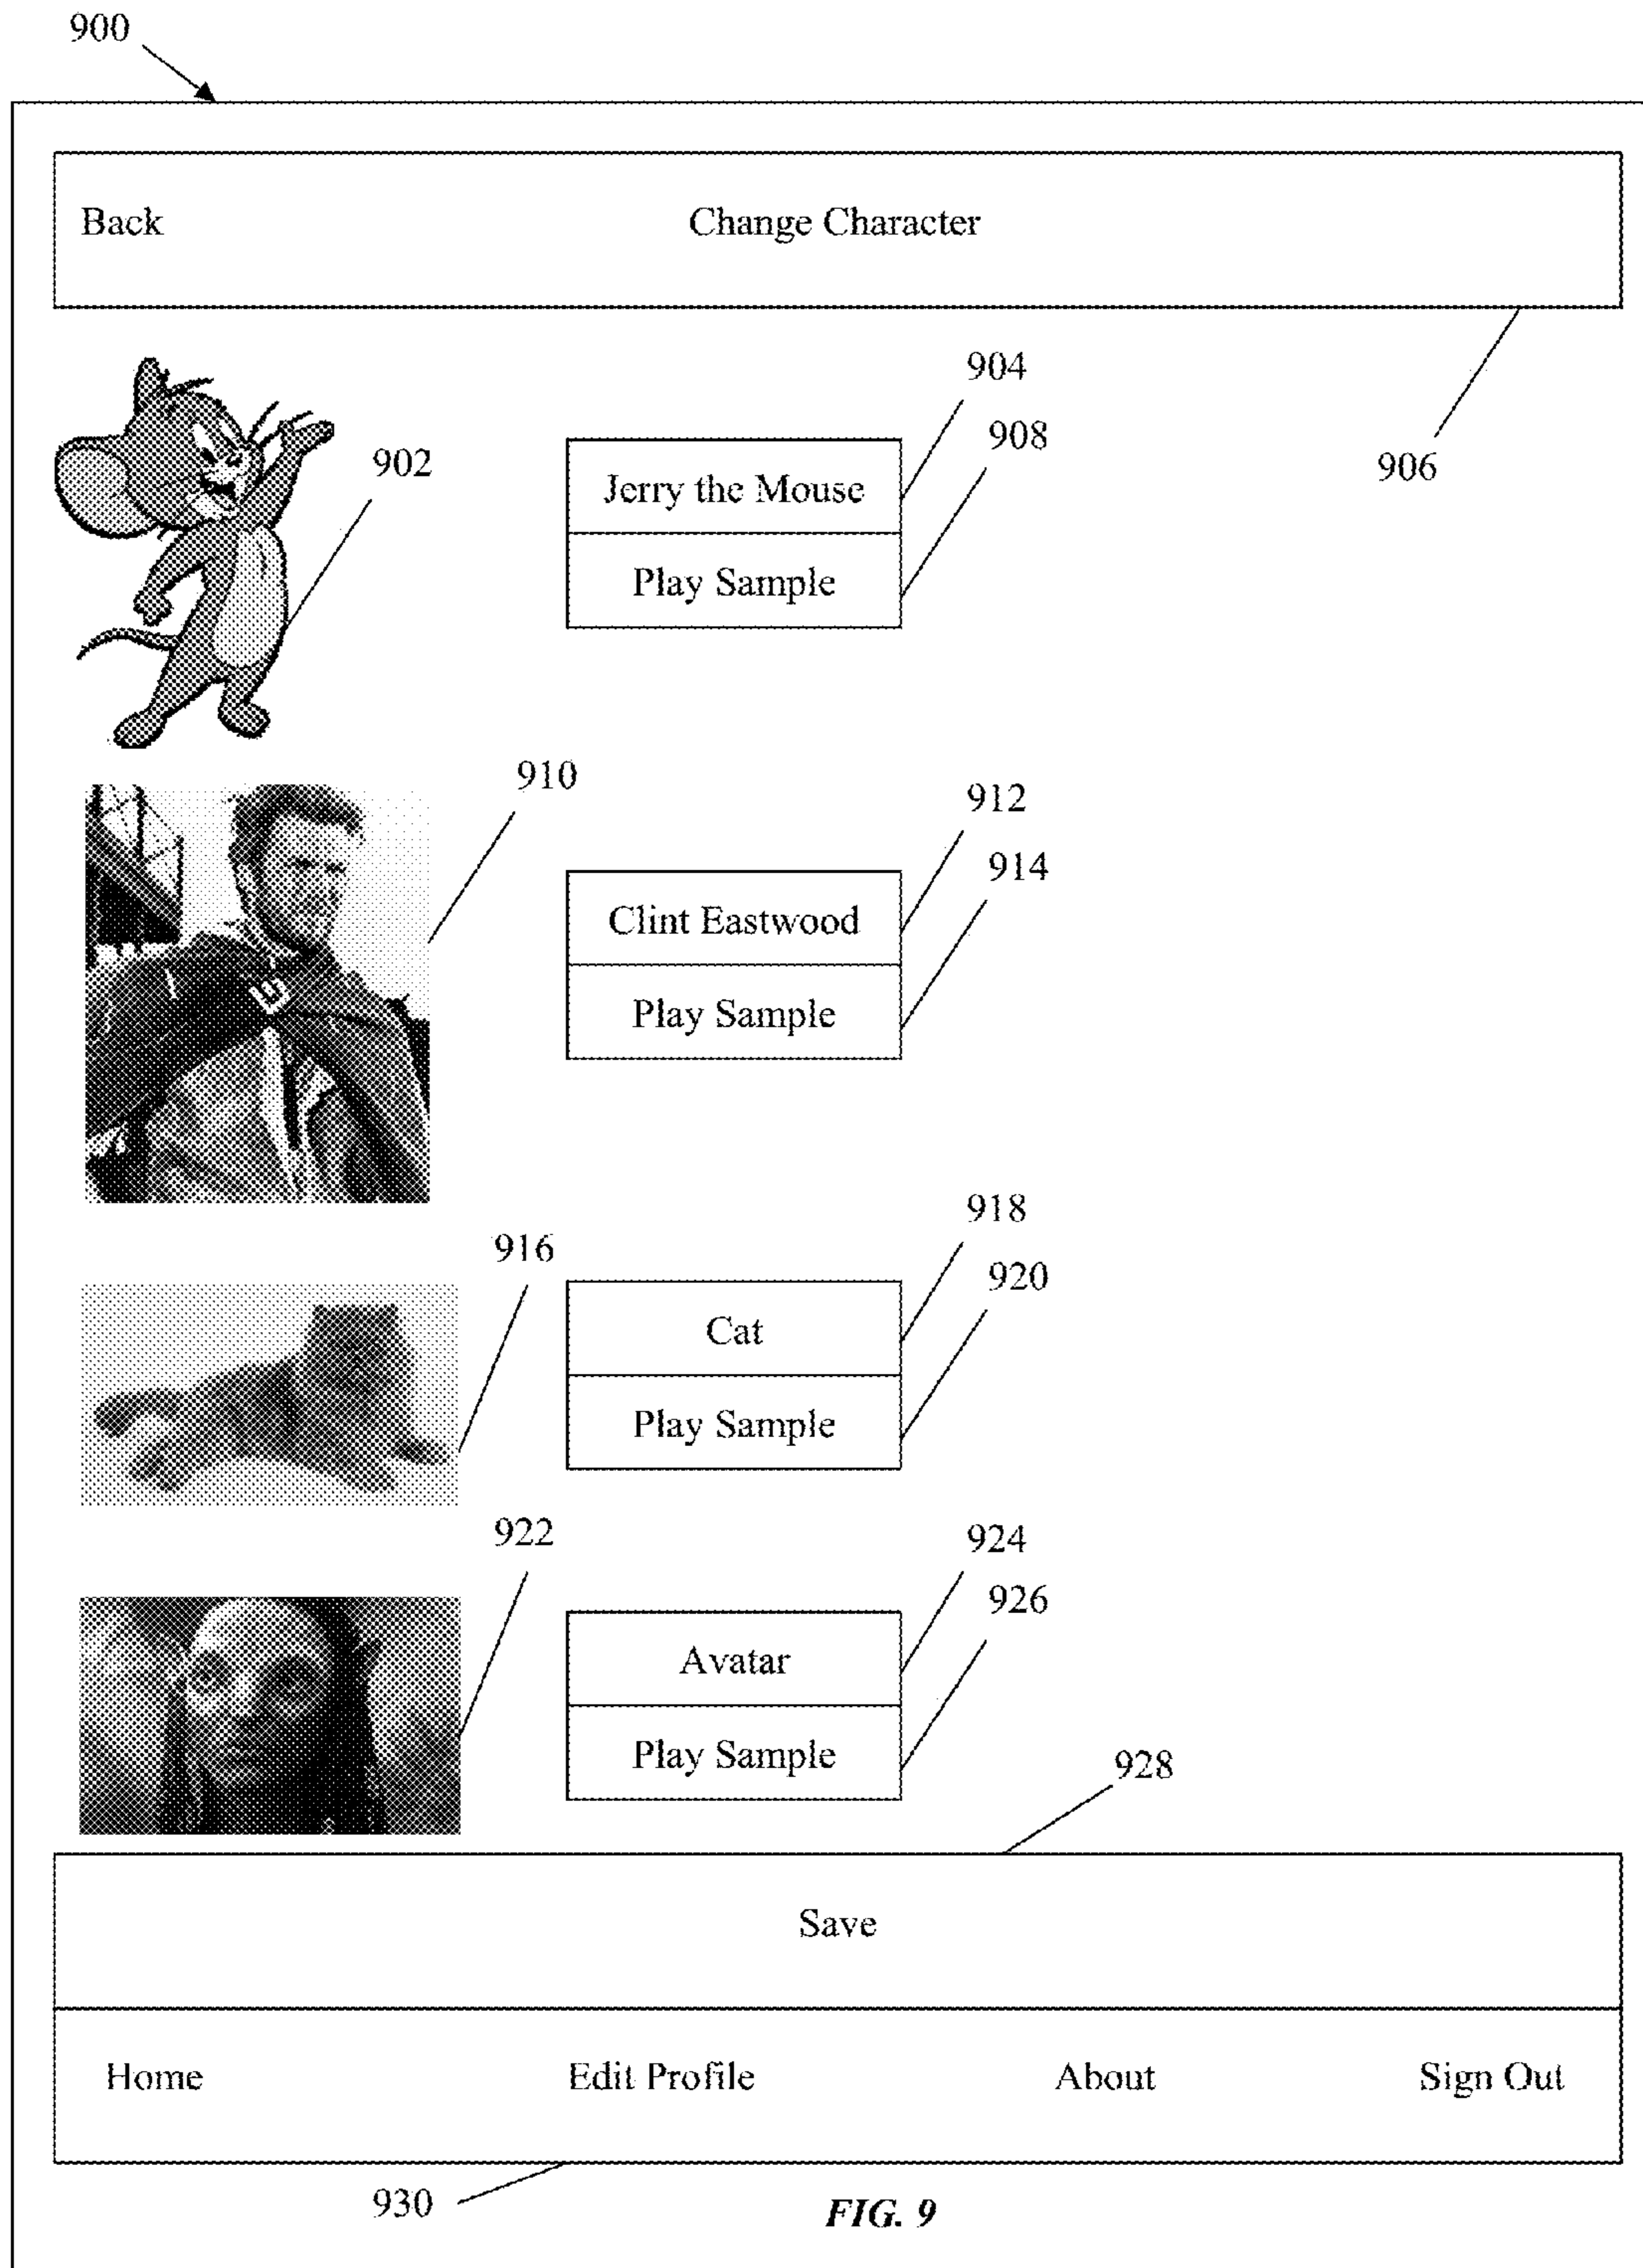 900
Back Change Character
904
908
906
902
Jerry the Mouse
Play Sample
910
912
914
Clint Eastwood
Play Sample
916
918
920
Cat
Play Sample
922
924
926
Avatar
Play Sample
928
Save
Home Edit Profile About Sign Out
930
FIG. 9